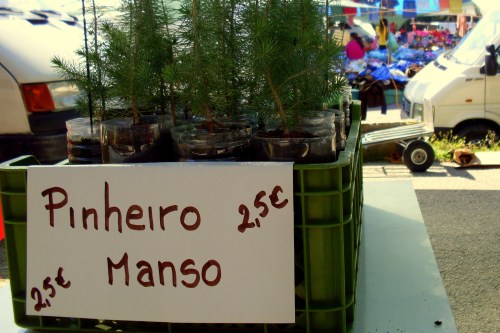 Pinheiro 2,5€
2,5€ Manso